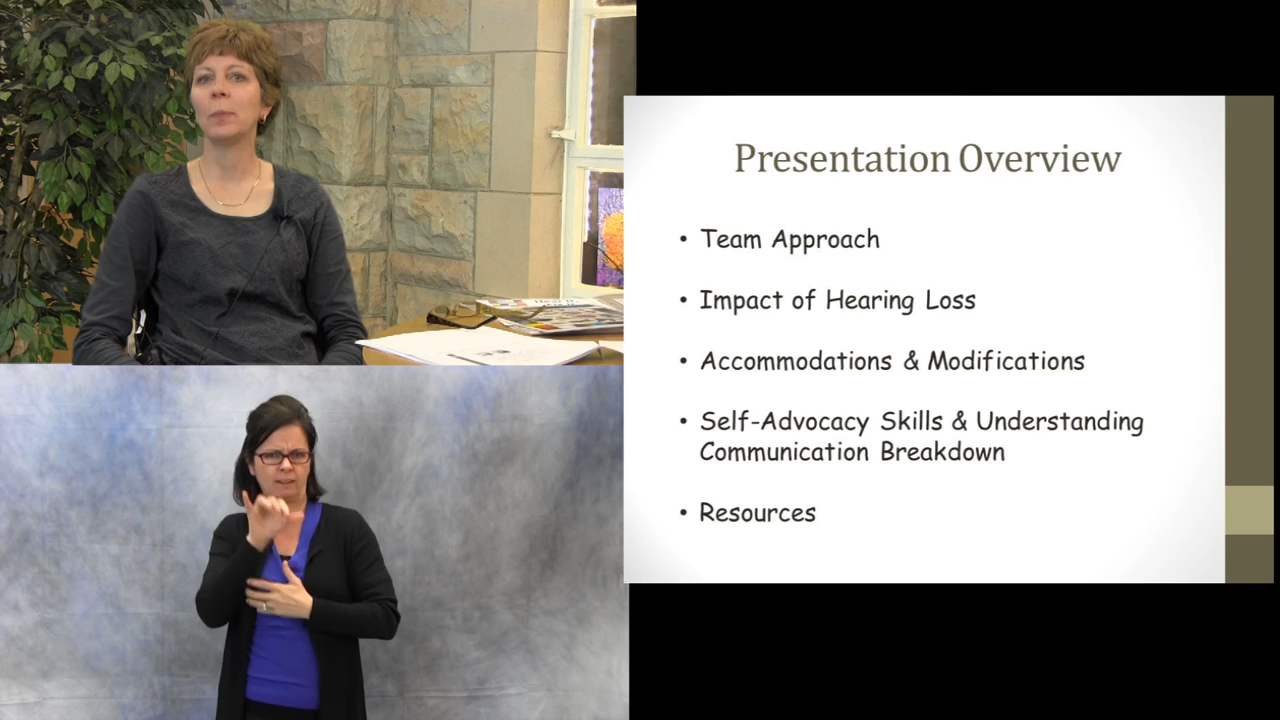 Presentation Overview
• Team Approach
• Impact of Hearing Loss
• Accommodations & Modifications
• Self-Advocacy Skills & Understanding
Communication Breakdown
• Resources